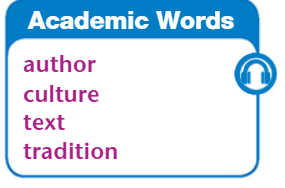 Academic Words
author
culture
text
tradition